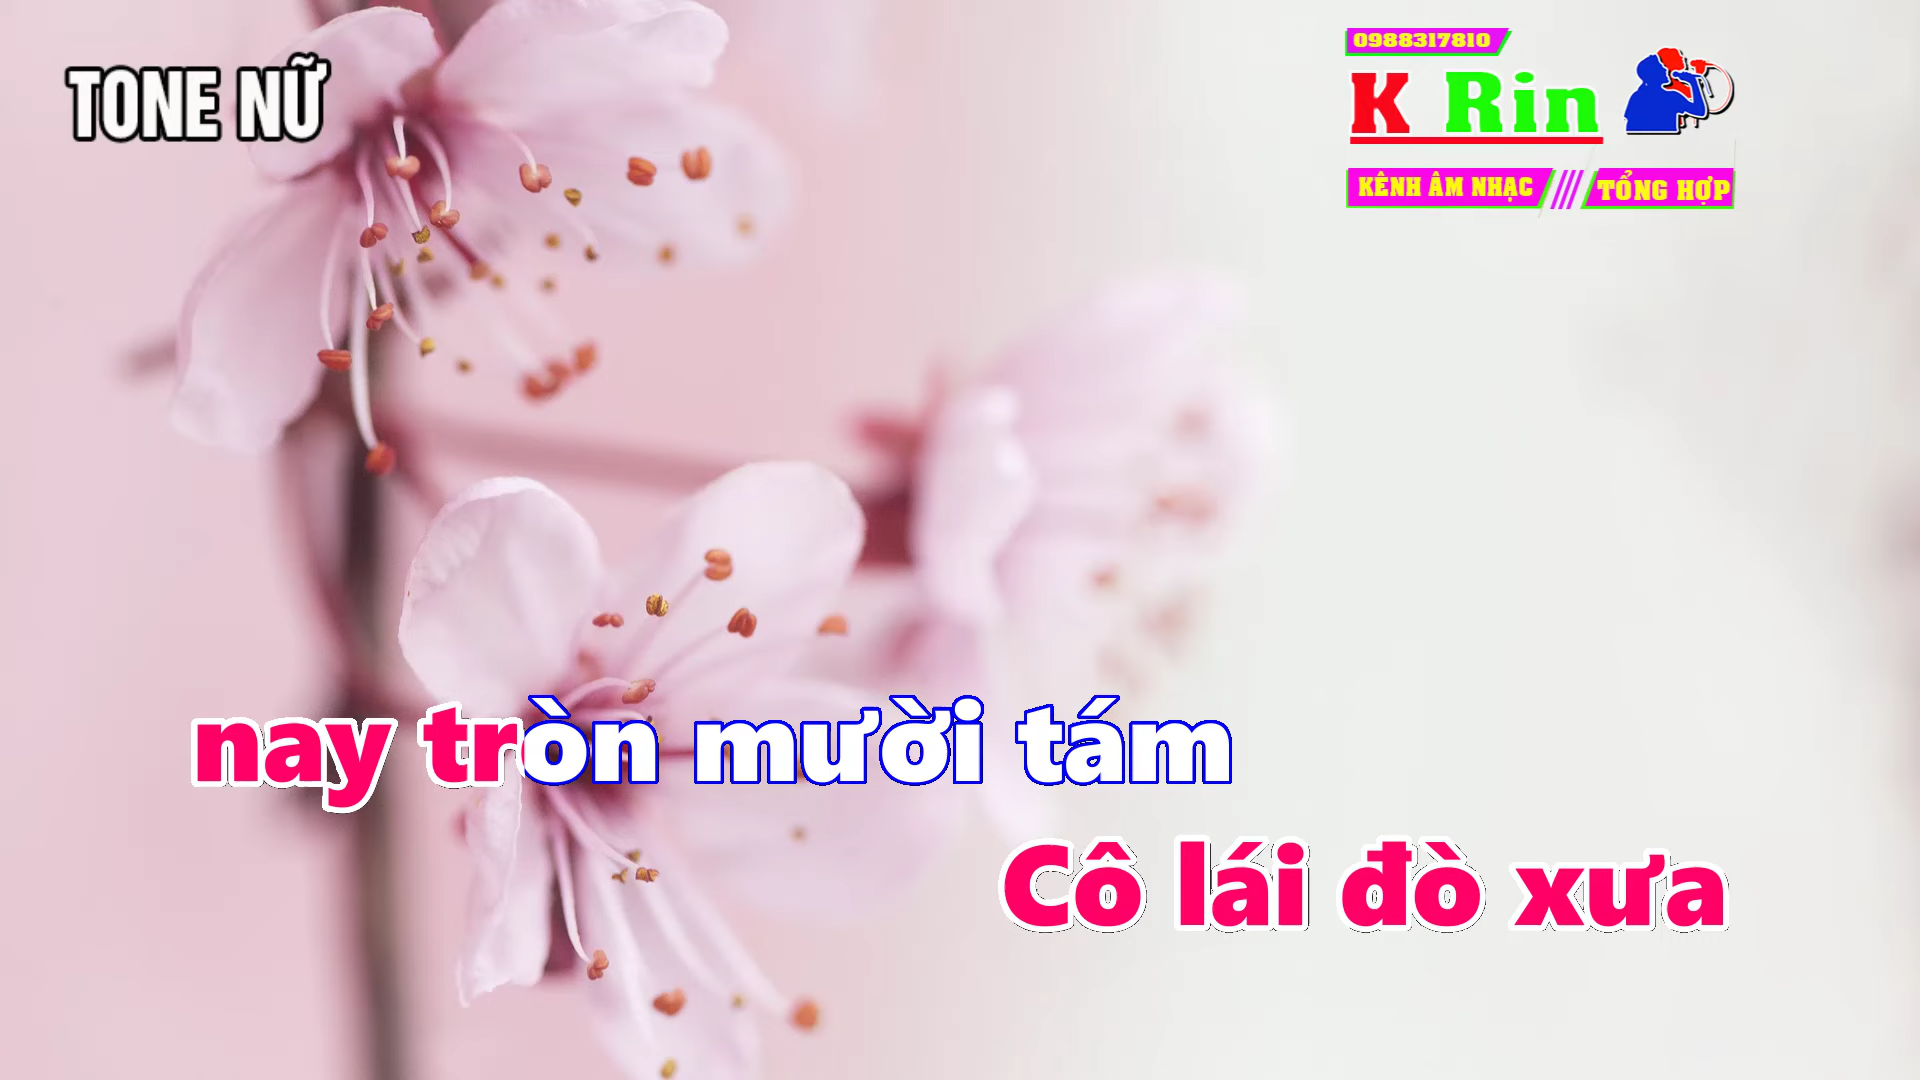 TONE NỮ
0988317810
K Rin
KÊNH ÂM NHẠC /// TỔNG HỢP
nay tròn mười tám
Cô lái đò xưa